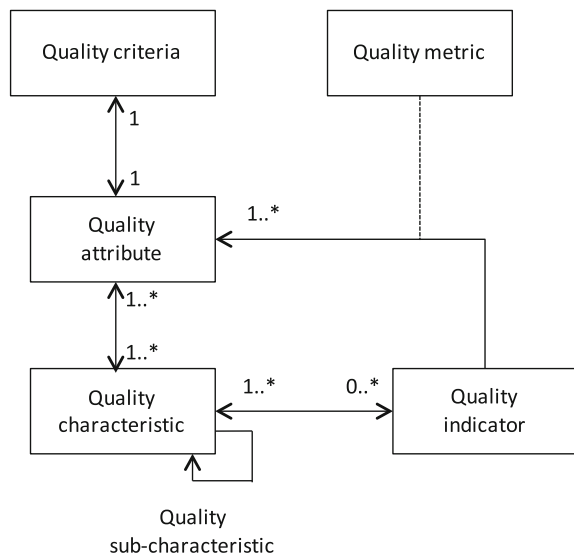 Quality criteria
Quality metric
1
1
Quality
attribute
1..*
1..*
1..*
Quality
characteristic
1..*
0..*
Quality
indicator
Quality
sub-characteristic